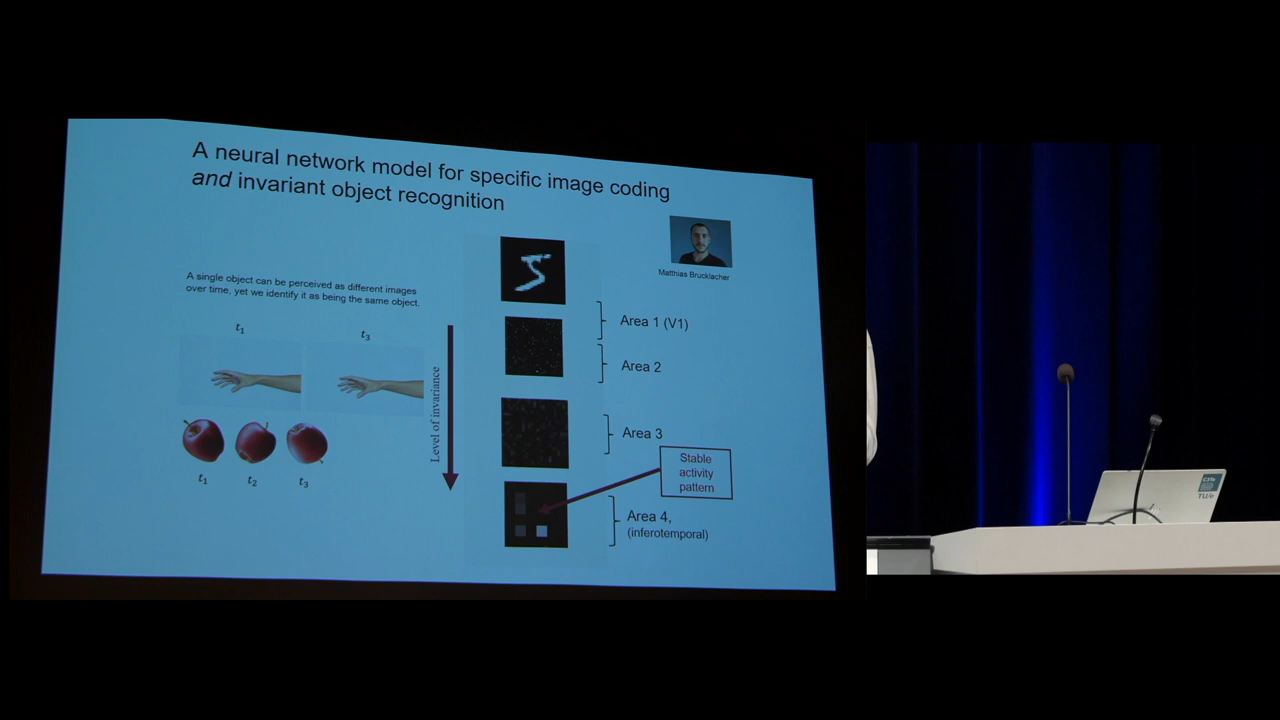 A neural network model for specific image coding
and invariant object recognition
Matthias Brucklacher
A single object can be perceived as different images
over time, yet we identify it as being the same object.
t1
t3
Level of invariance
Area 1 (V1)
Area 2
Area 3
Stable
activity
pattern
Area 4,
(inferotemporal)
t1
t2
t3
TU/e